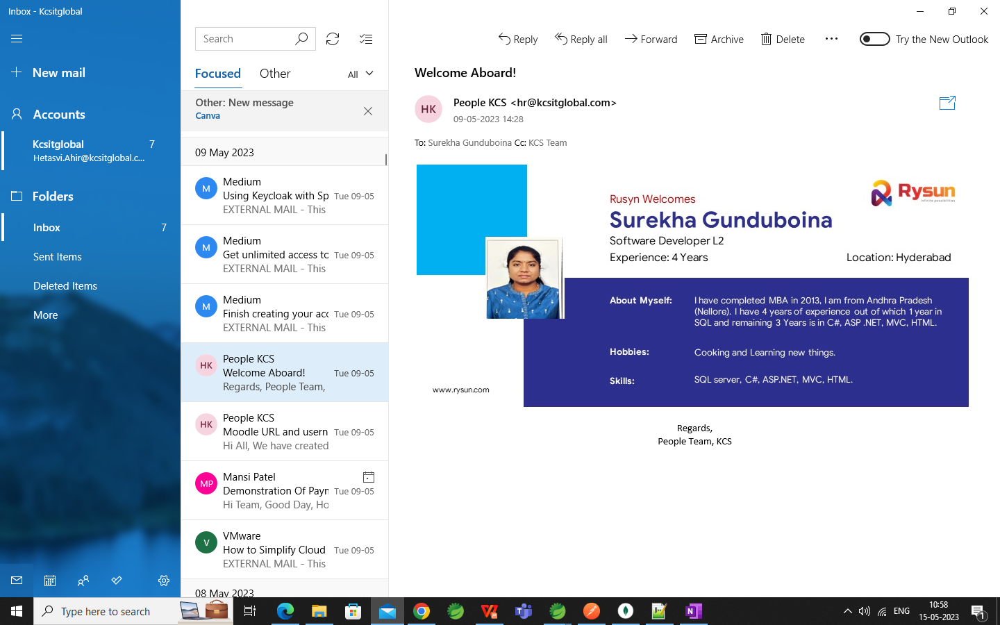 Inbox - Kcsitglobal
New mail
Accounts
Kcsitglobal 7
Hetasvi.Ahir@kcsitglobal.c...
Folders
Inbox 7
Sent Items
Deleted Items
More
Search
Focused Other All
Other: New message
Canva
09 May 2023
M
Medium
Using Keycloak with Sp Tue 09-05
EXTERNAL MAIL - This
M
Medium
Get unlimited access to Tue 09-05
EXTERNAL MAIL - This
M
Medium
Finish creating your acc Tue 09-05
EXTERNAL MAIL - This
HK
People KCS
Welcome Aboard! Tue 09-05
Regards, People Team,
HK
People KCS
Moodle URL and usern Tue 09-05
Hi All, We have created
MP
Mansi Patel
Demonstration Of Payn Tue 09-05
Hi Team, Good Day, Ho
V
VMware
How to Simplify Cloud Tue 09-05
EXTERNAL MAIL - This
08 May 2023
Reply Reply all Forward Archive Delete ... Try the New Outlook
Welcome Aboard!
HK
People KCS <hr@kcsitglobal.com>
09-05-2023 14:28
To: Surekha Gunduboina Cc: KCS Team
Rysun
infinite possibilities
Rusyn Welcomes
Surekha Gunduboina
Software Developer L2
Experience: 4 Years Location: Hyderabad
About Myself: I have completed MBA in 2013, I am from Andhra Pradesh
(Nellore). I have 4 years of experience out of which 1 year in
SQL and remaining 3 Years is in C#, ASP .NET, MVC, HTML.
Hobbies: Cooking and Learning new things.
Skills: SQL server, C#, ASP.NET, MVC, HTML.
www.rysun.com
Regards,
People Team, KCS
Type here to search
ENG
10:58
15-05-2023
1